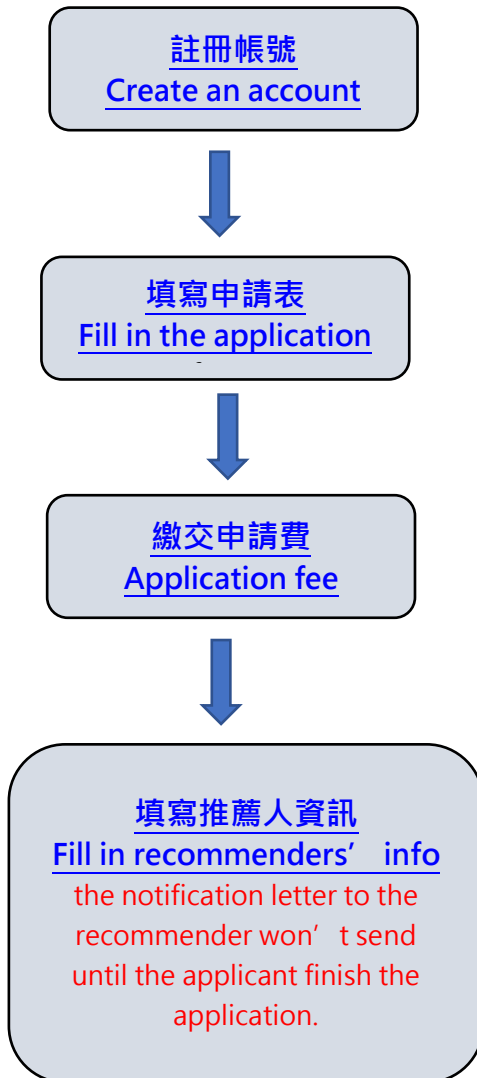 註冊帳號
Create an account
填寫申請表
Fill in the application
繳交申請費
Application fee
填寫推薦人資訊
Fill in recommenders’ info
the notification letter to the
recommender won’t send
until the applicant finish the
application.